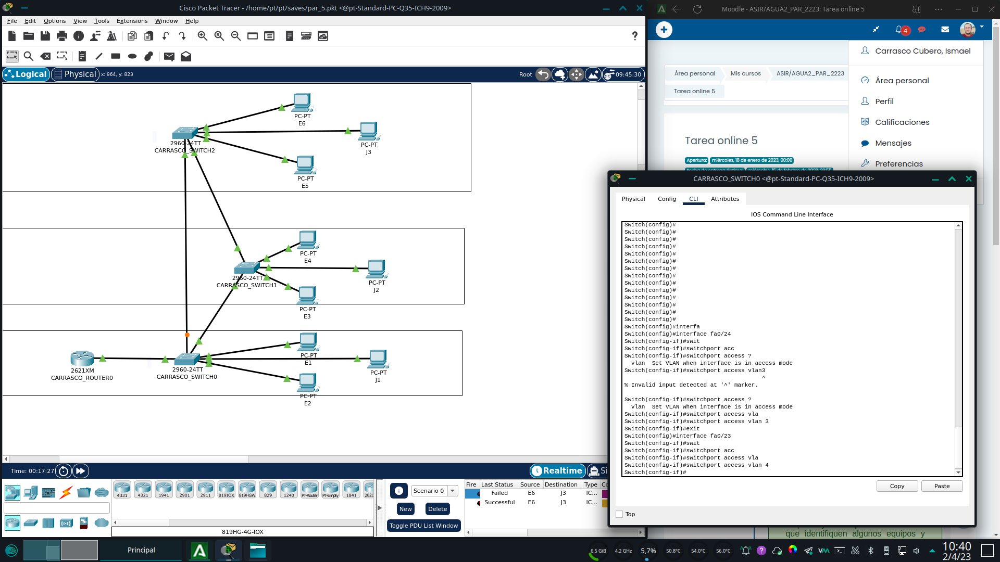 Cisco Packet Tracer - /home/pt/pt/saves/par_5.pkt <@pt-Standard-PC-Q35-ICH9-2009>
File Edit Options View Tools Extensions Window Help
?
Logical
Physical
x: 964, y: 823
Root
09:45:30
PC-PT
E6
2960-24TT
CARRASCO_SWITCH2
PC-PT
J3
PC-PT
E5
PC-PT
E4
2960-24TT
CARRASCO_SWITCH1
PC-PT
J2
PC-PT
E3
PC-PT
E1
2621XM
CARRASCO_ROUTER0
2960-24TT
CARRASCO_SWITCH0
PC-PT
J1
PC-PT
E2
Time: 00:17:27
Realtime
Si
4331 4321 1941 2901 2911 819IOX 819HGW 829 1240 PT-Router PT-Empty 1841 2620
819HG-4G-IOX
Scenario 0
New
Delete
Toggle PDU List Window
Fire Last Status Source Destination Type Co
Failed E6 J3 IC...
Successful E6 J3 IC...
Moodle - ASIR/AGUA2_PAR_2223: Tarea online 5
4
Carrasco Cubero, Ismael
Área personal
Mis cursos
ASIR/AGUA2_PAR_2223
Tarea online 5
Área personal
Perfil
Calificaciones
Mensajes
Preferencias
Tarea online 5
Apertura: miércoles, 18 de enero de 2023, 00:00
CARRASCO_SWITCH0 <@pt-Standard-PC-Q35-ICH9-2009>
Physical Config CLI Attributes
IOS Command Line Interface
Switch(config)#
Switch(config)#
Switch(config)#
Switch(config)#
Switch(config)#
Switch(config)#
Switch(config)#
Switch(config)#
Switch(config)#
Switch(config)#
Switch(config)#
Switch(config)#
Switch(config)#
Switch(config)#
Switch(config)#interfa
Switch(config)#interface fa0/24
Switch(config-if)#swit
Switch(config-if)#switchport acc
Switch(config-if)#switchport access ?
vlan Set VLAN when interface is in access mode
Switch(config-if)#switchport access vlan3
^
% Invalid input detected at '^' marker.
Switch(config-if)#switchport access ?
vlan Set VLAN when interface is in access mode
Switch(config-if)#switchport access vla
Switch(config-if)#switchport access vlan 3
Switch(config-if)#exit
Switch(config)#interface fa0/23
Switch(config-if)#swit
Switch(config-if)#switchport acc
Switch(config-if)#switchport access vla
Switch(config-if)#switchport access vlan 4
Switch(config-if)#
Copy
Paste
Top
que identifiquen algunos equipos y
Principal
6,5 GiB
4,2 GHz
5,7%
50,8°C
54,0°C
56,0°C
10:40
2/4/23